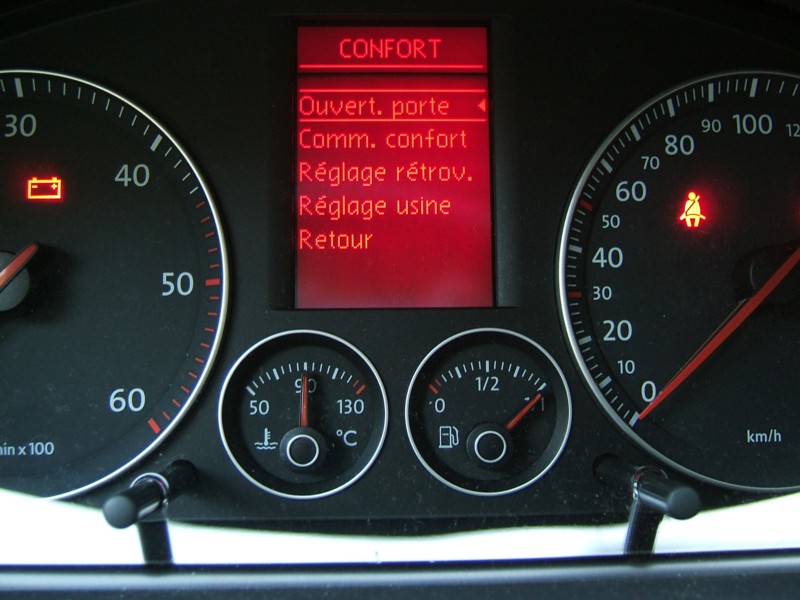 CONFORT
Ouvert. porte
Comm. confort
Réglage rétrov.
Réglage usine
Retour
30
40
50
60
min x 100
50
90
130
°C
0
1/2
1
0
10
20
30
40
50
60
70
80
90
100
12
km/h